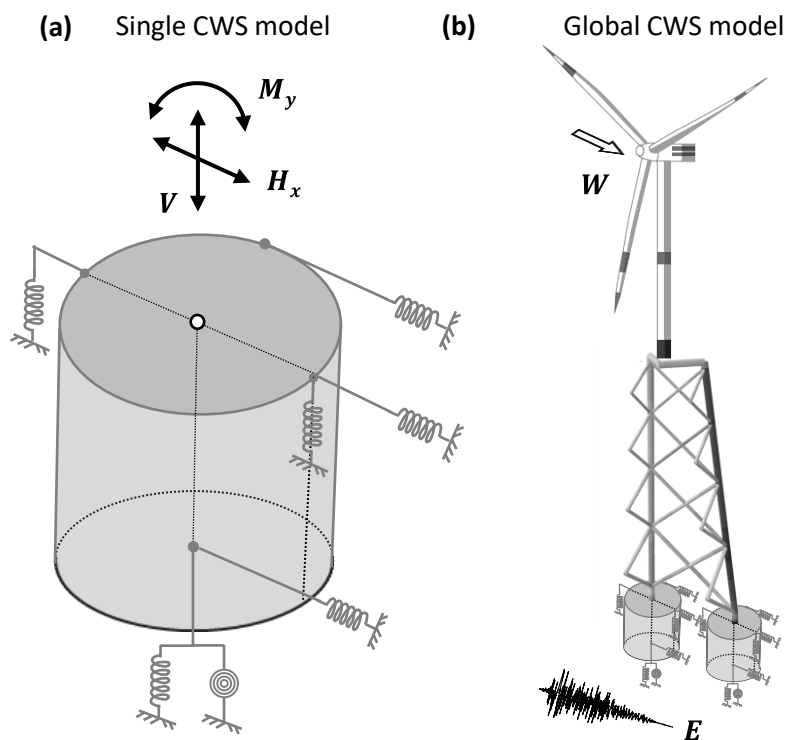 (a) Single CWS model
(b) Global CWS model
M_y
H_x
V
W
E